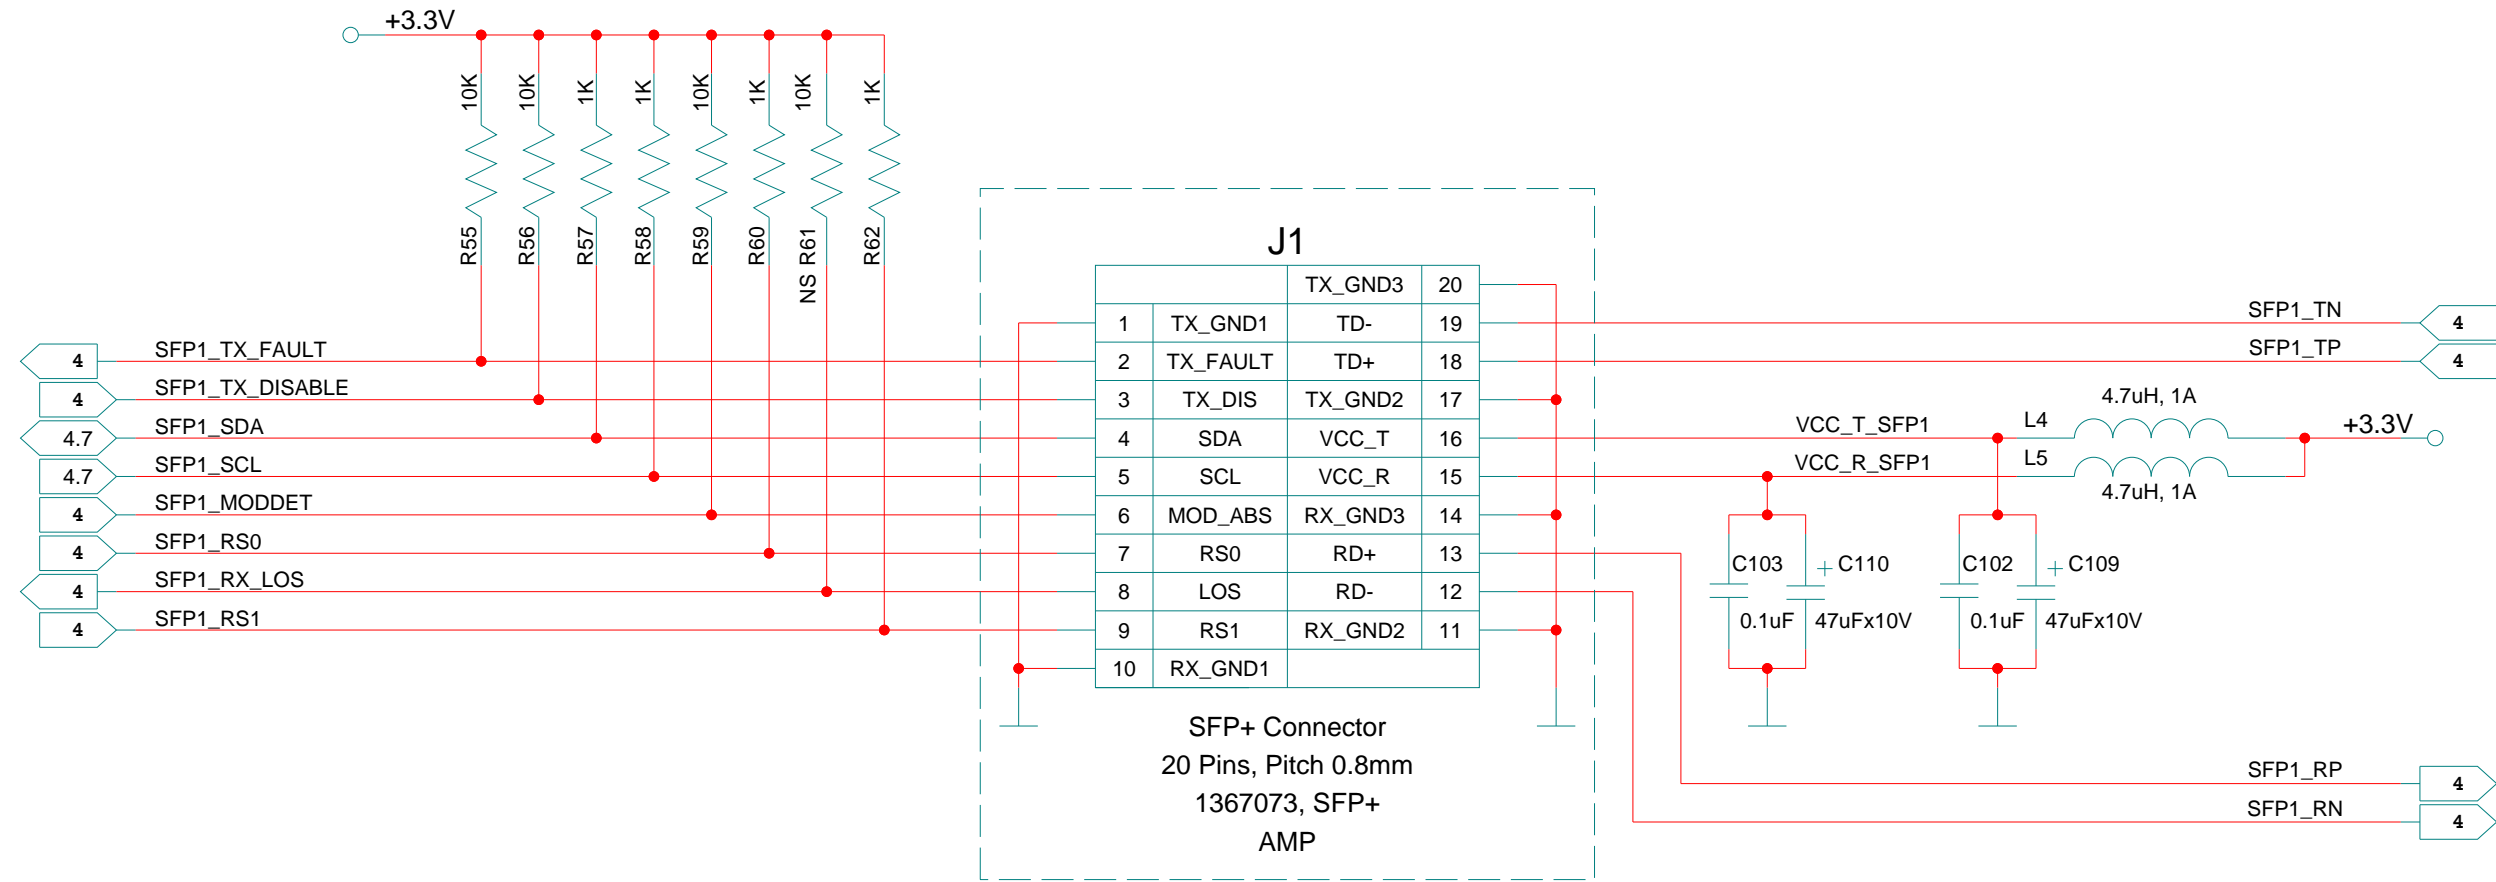 +3.3V
10K 10K 1K 1K 10K 1K 10K 1K
R55 R56 R57 R58 R59 R60 NS R61 R62
J1
TX_GND3 20
1 TX_GND1 TD- 19
2 TX_FAULT TD+ 18
3 TX_DIS TX_GND2 17
4 SDA VCC_T 16
5 SCL VCC_R 15
6 MOD_ABS RX_GND3 14
7 RS0 RD+ 13
8 LOS RD- 12
9 RS1 RX_GND2 11
10 RX_GND1
SFP+ Connector
20 Pins, Pitch 0.8mm
1367073, SFP+
AMP
4 SFP1_TX_FAULT
4 SFP1_TX_DISABLE
4.7 SFP1_SDA
4.7 SFP1_SCL
4 SFP1_MODDET
4 SFP1_RS0
4 SFP1_RX_LOS
4 SFP1_RS1
SFP1_TN 4
SFP1_TP 4
4.7uH, 1A
VCC_T_SFP1 L4 +3.3V
VCC_R_SFP1 L5
4.7uH, 1A
C103 + C110 C102 + C109
0.1uF 47uFx10V 0.1uF 47uFx10V
SFP1_RP 4
SFP1_RN 4